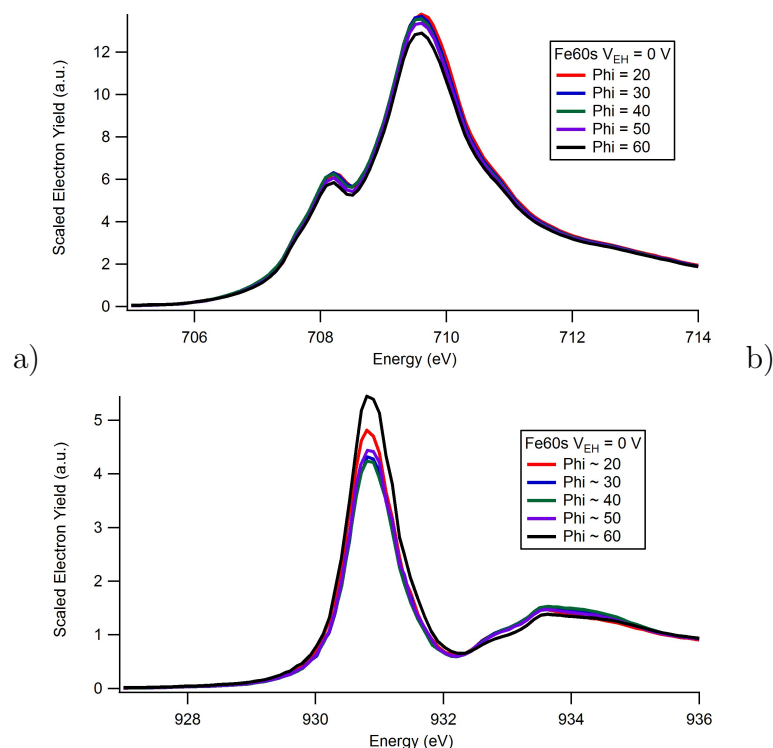 12
10
8
6
4
2
0
Scaled Electron Yield (a.u.)
Fe60s V_EH = 0 V
Phi = 20
Phi = 30
Phi = 40
Phi = 50
Phi = 60
706 708 710 712 714
Energy (eV)
a) b)
5
4
3
2
1
0
Scaled Electron Yield (a.u.)
Fe60s V_EH = 0 V
Phi ~ 20
Phi ~ 30
Phi ~ 40
Phi ~ 50
Phi ~ 60
928 930 932 934 936
Energy (eV)